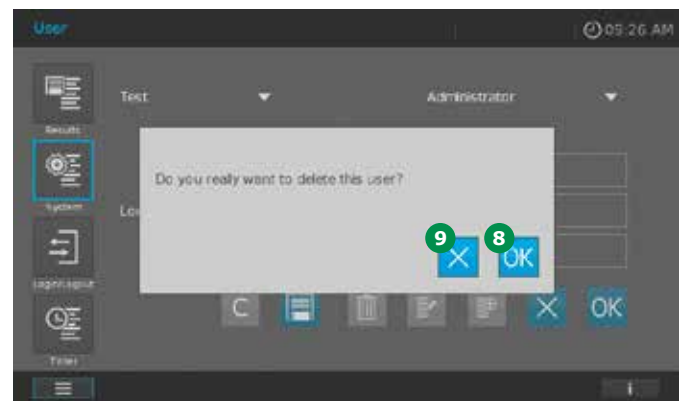 User
09:26 AM
Test
Administrator
Results
Do you really want to delete this user?
System
9
8
OK
Login/Logout
C
OK
Timer
i